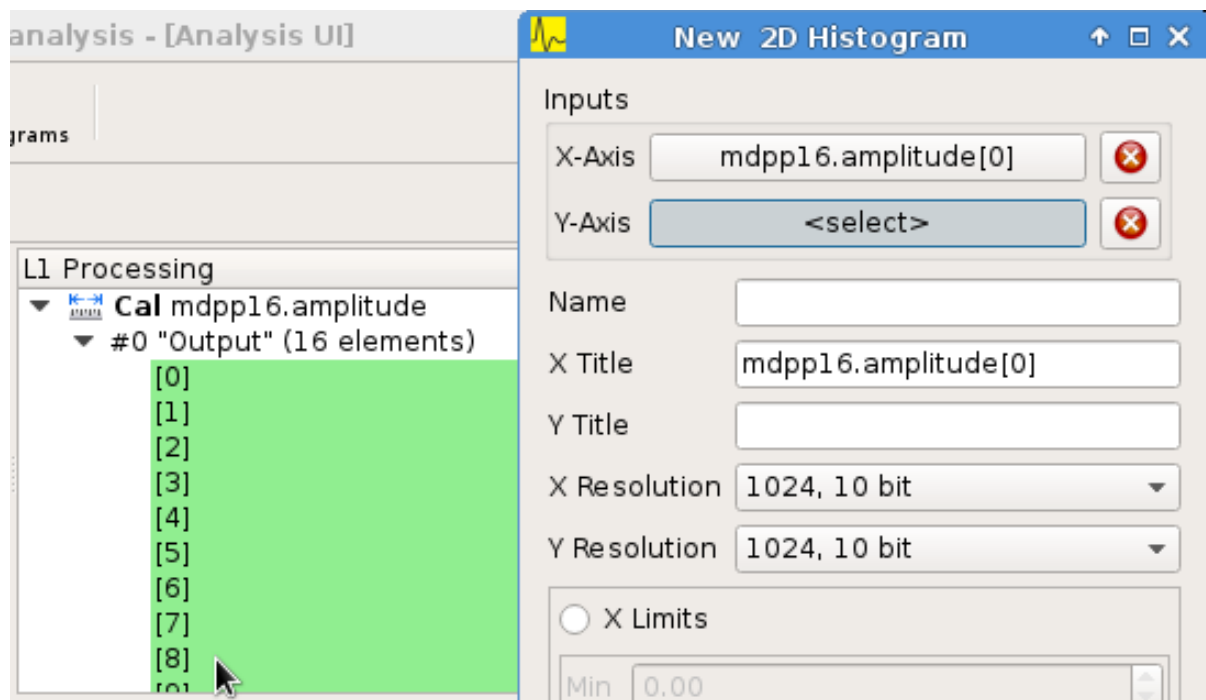 analysis - [Analysis UI]
grams
L1 Processing
Cal mdpp16.amplitude
#0 "Output" (16 elements)
[0]
[1]
[2]
[3]
[4]
[5]
[6]
[7]
[8]
[9]
New 2D Histogram
Inputs
X-Axis mdpp16.amplitude[0]
Y-Axis <select>
Name
X Title mdpp16.amplitude[0]
Y Title
X Resolution 1024, 10 bit
Y Resolution 1024, 10 bit
X Limits
Min 0.00